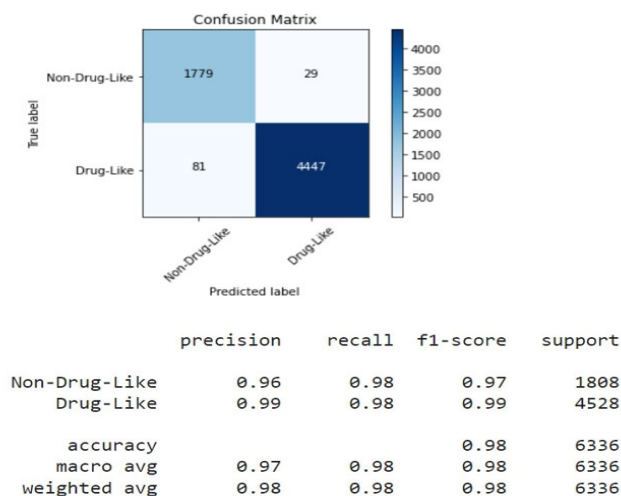 Confusion Matrix
Non-Drug-Like 1779 29
Drug-Like 81 4447
True label
Non-Drug-Like Drug-Like
Predicted label
4000
3500
3000
2500
2000
1500
1000
500
precision recall f1-score support
Non-Drug-Like 0.96 0.98 0.97 1808
Drug-Like 0.99 0.98 0.99 4528
accuracy 0.98 6336
macro avg 0.97 0.98 0.98 6336
weighted avg 0.98 0.98 0.98 6336